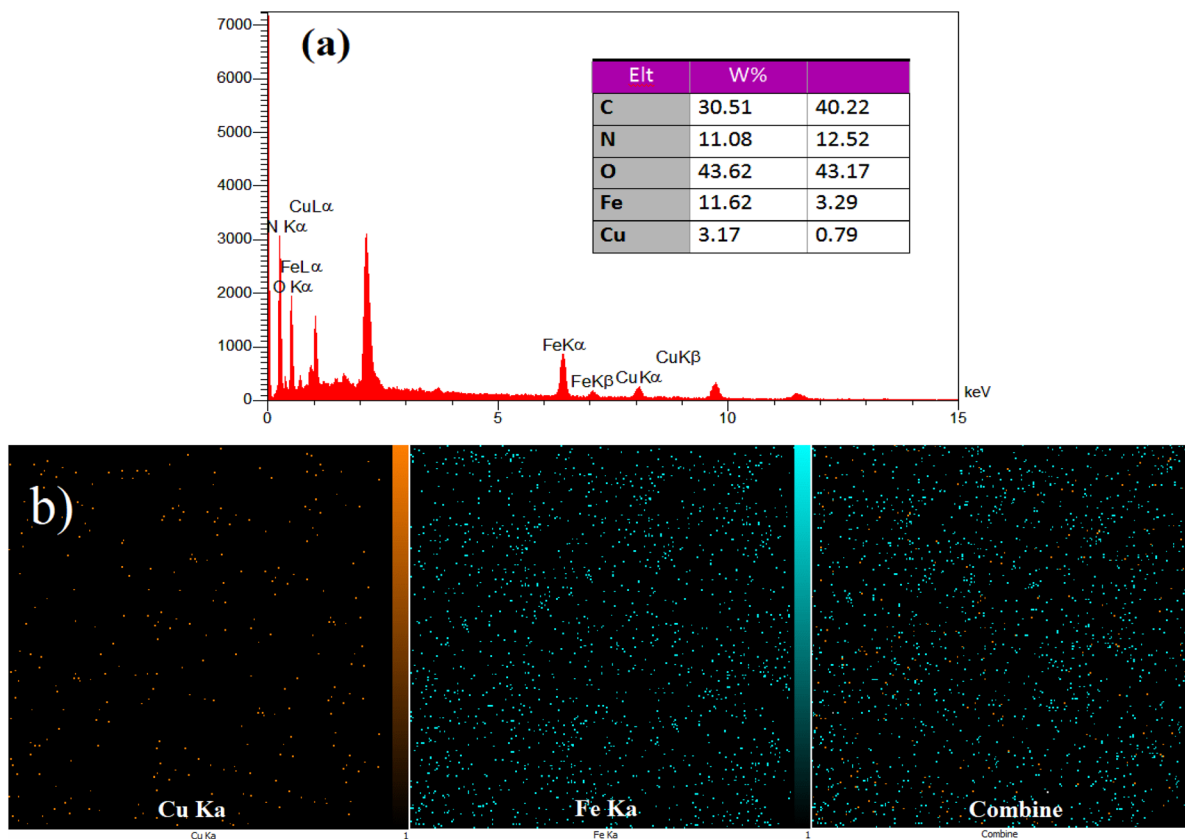 (a)
7000
6000
5000
4000
3000
2000
1000
0
CuLα
N Kα
FeLα
O Kα
FeKα
FeKβ
CuKα
CuKβ
0
5
10
15
keV
Elt W%
C 30.51 40.22
N 11.08 12.52
O 43.62 43.17
Fe 11.62 3.29
Cu 3.17 0.79
b)
Cu Ka
Fe Ka
Combine
Cu Ka 1
Fe Ka 1
Combine